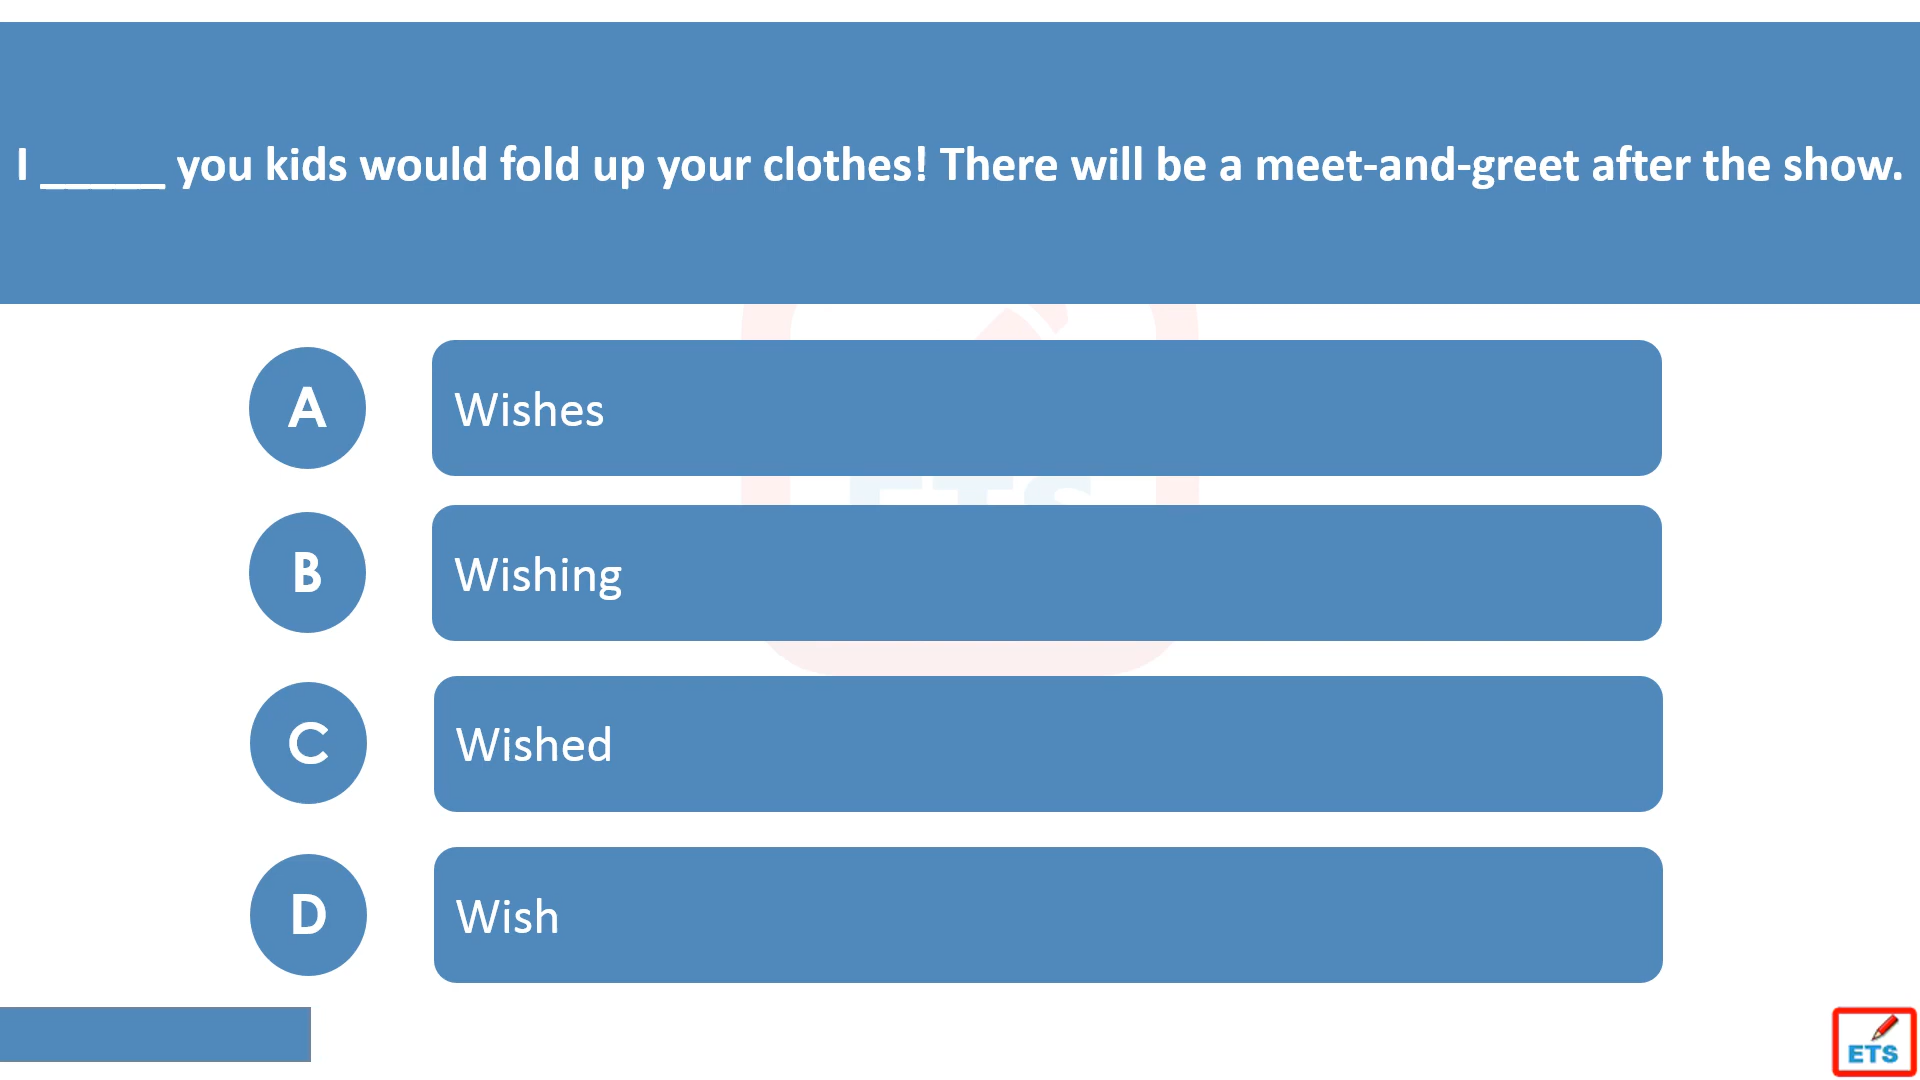 I _____ you kids would fold up your clothes! There will be a meet-and-greet after the show.
A
Wishes
ETS
B
Wishing
C
Wished
D
Wish
ETS